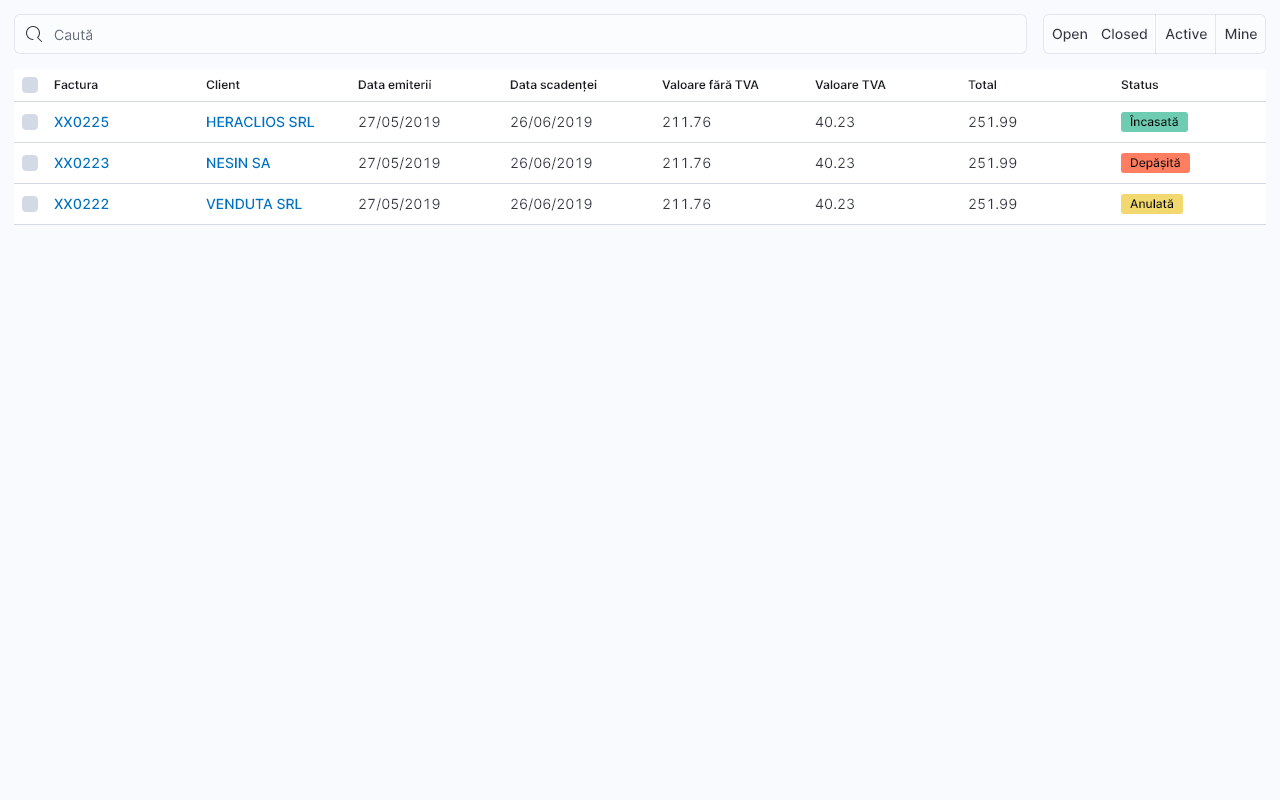 Caută Open Closed Active Mine
Factura Client Data emiterii Data scadenței Valoare fără TVA Valoare TVA Total Status
XX0225 HERACLIOS SRL 27/05/2019 26/06/2019 211.76 40.23 251.99 Încasată
XX0223 NESIN SA 27/05/2019 26/06/2019 211.76 40.23 251.99 Depășită
XX0222 VENDUTA SRL 27/05/2019 26/06/2019 211.76 40.23 251.99 Anulată